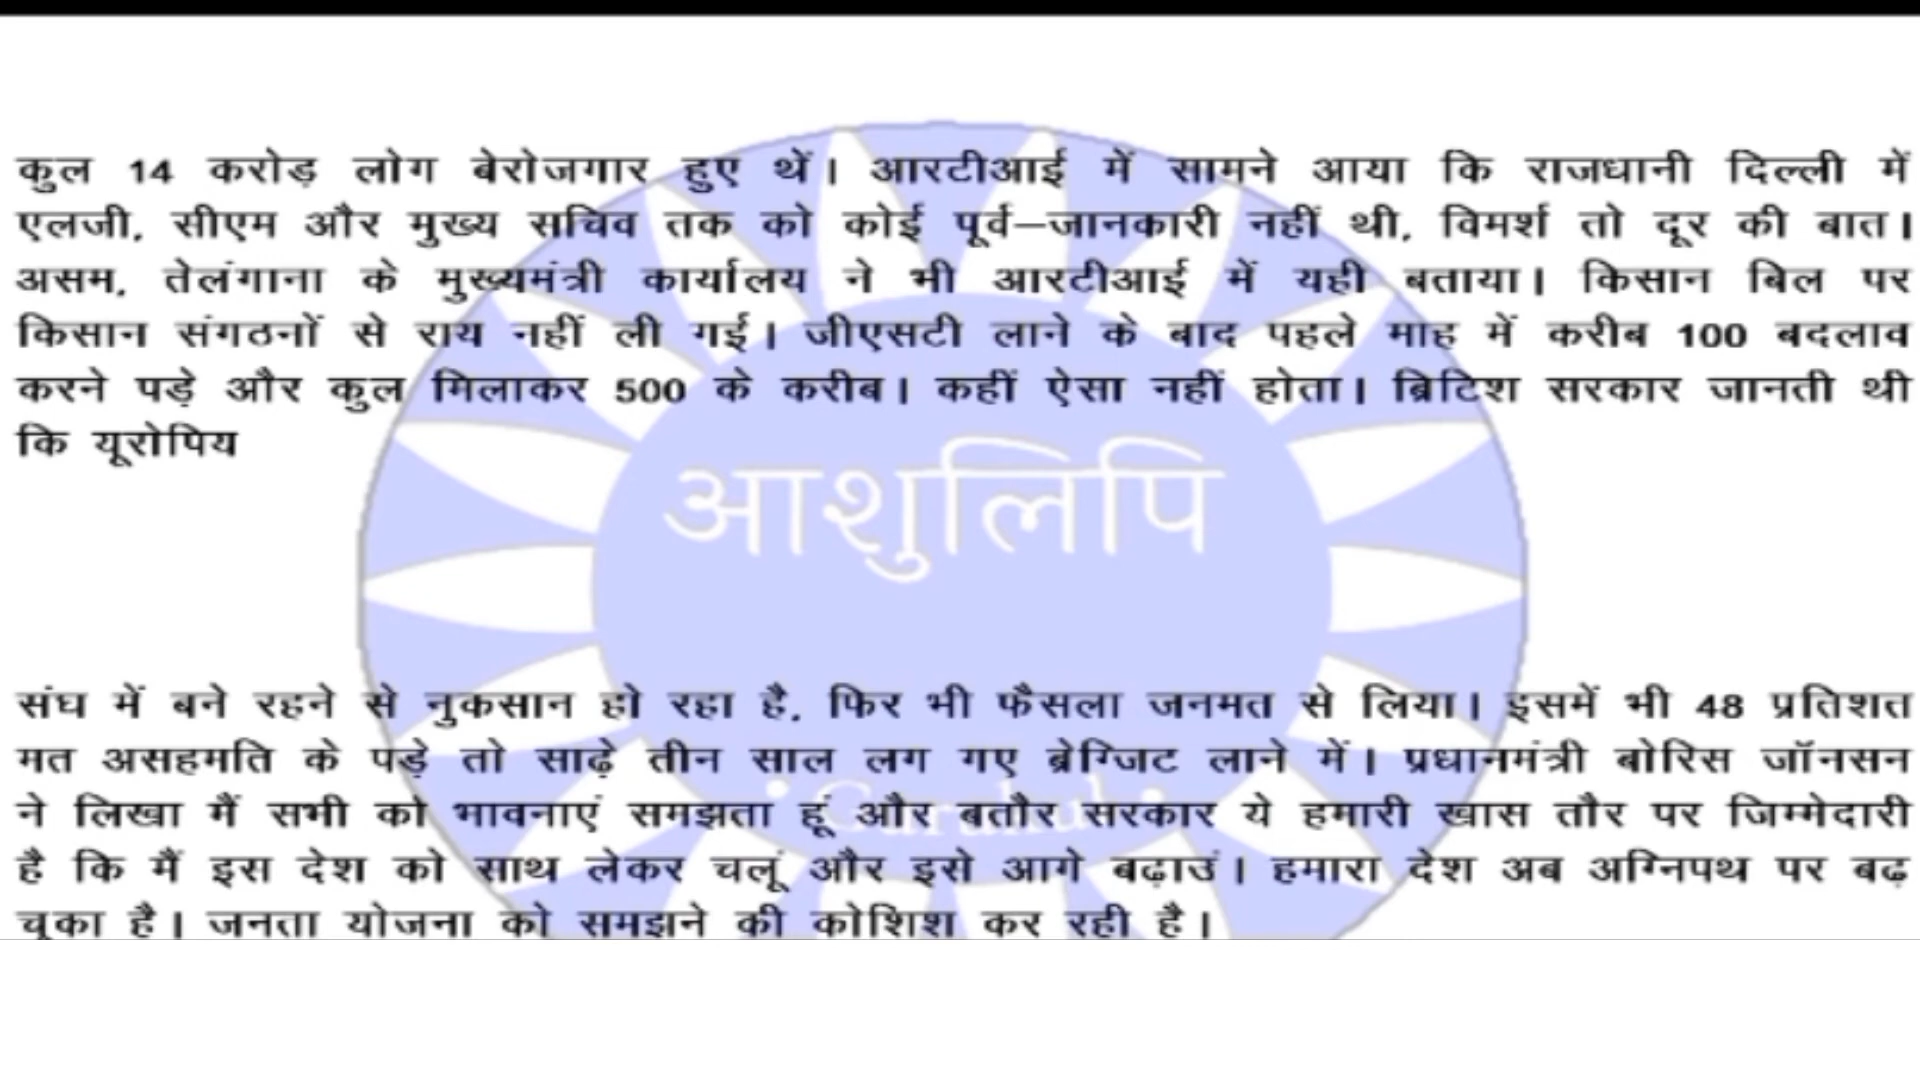 कुल 14 करोड़ लोग बेरोजगार हुए थें। आरटीआई में सामने आया कि राजधानी दिल्ली में
एलजी, सीएम और मुख्य सचिव तक को कोई पूर्व–जानकारी नहीं थी, विमर्श तो दूर की बात।
असम, तेलंगाना के मुख्यमंत्री कार्यालय ने भी आरटीआई में यही बताया। किसान बिल पर
किसान संगठनों से राय नहीं ली गई। जीएसटी लाने के बाद पहले माह में करीब 100 बदलाव
करने पड़े और कुल मिलाकर 500 के करीब। कहीं ऐसा नहीं होता। ब्रिटिश सरकार जानती थी
कि यूरोपिय
आशुलिपि
संघ में बने रहने से नुकसान हो रहा है, फिर भी फैसला जनमत से लिया। इसमें भी 48 प्रतिशत
मत असहमति के पड़े तो साढ़े तीन साल लग गए ब्रेग्जिट लाने में। प्रधानमंत्री बोरिस जॉनसन
ने लिखा मैं सभी को भावनाएं समझता हूं और बतौर सरकार ये हमारी खास तौर पर जिम्मेदारी
Gurukul
है कि मैं इस देश को साथ लेकर चलूं और इसे आगे बढ़ाउं। हमारा देश अब अग्निपथ पर बढ़
चूका है। जनता योजना को समझने की कोशिश कर रही है।